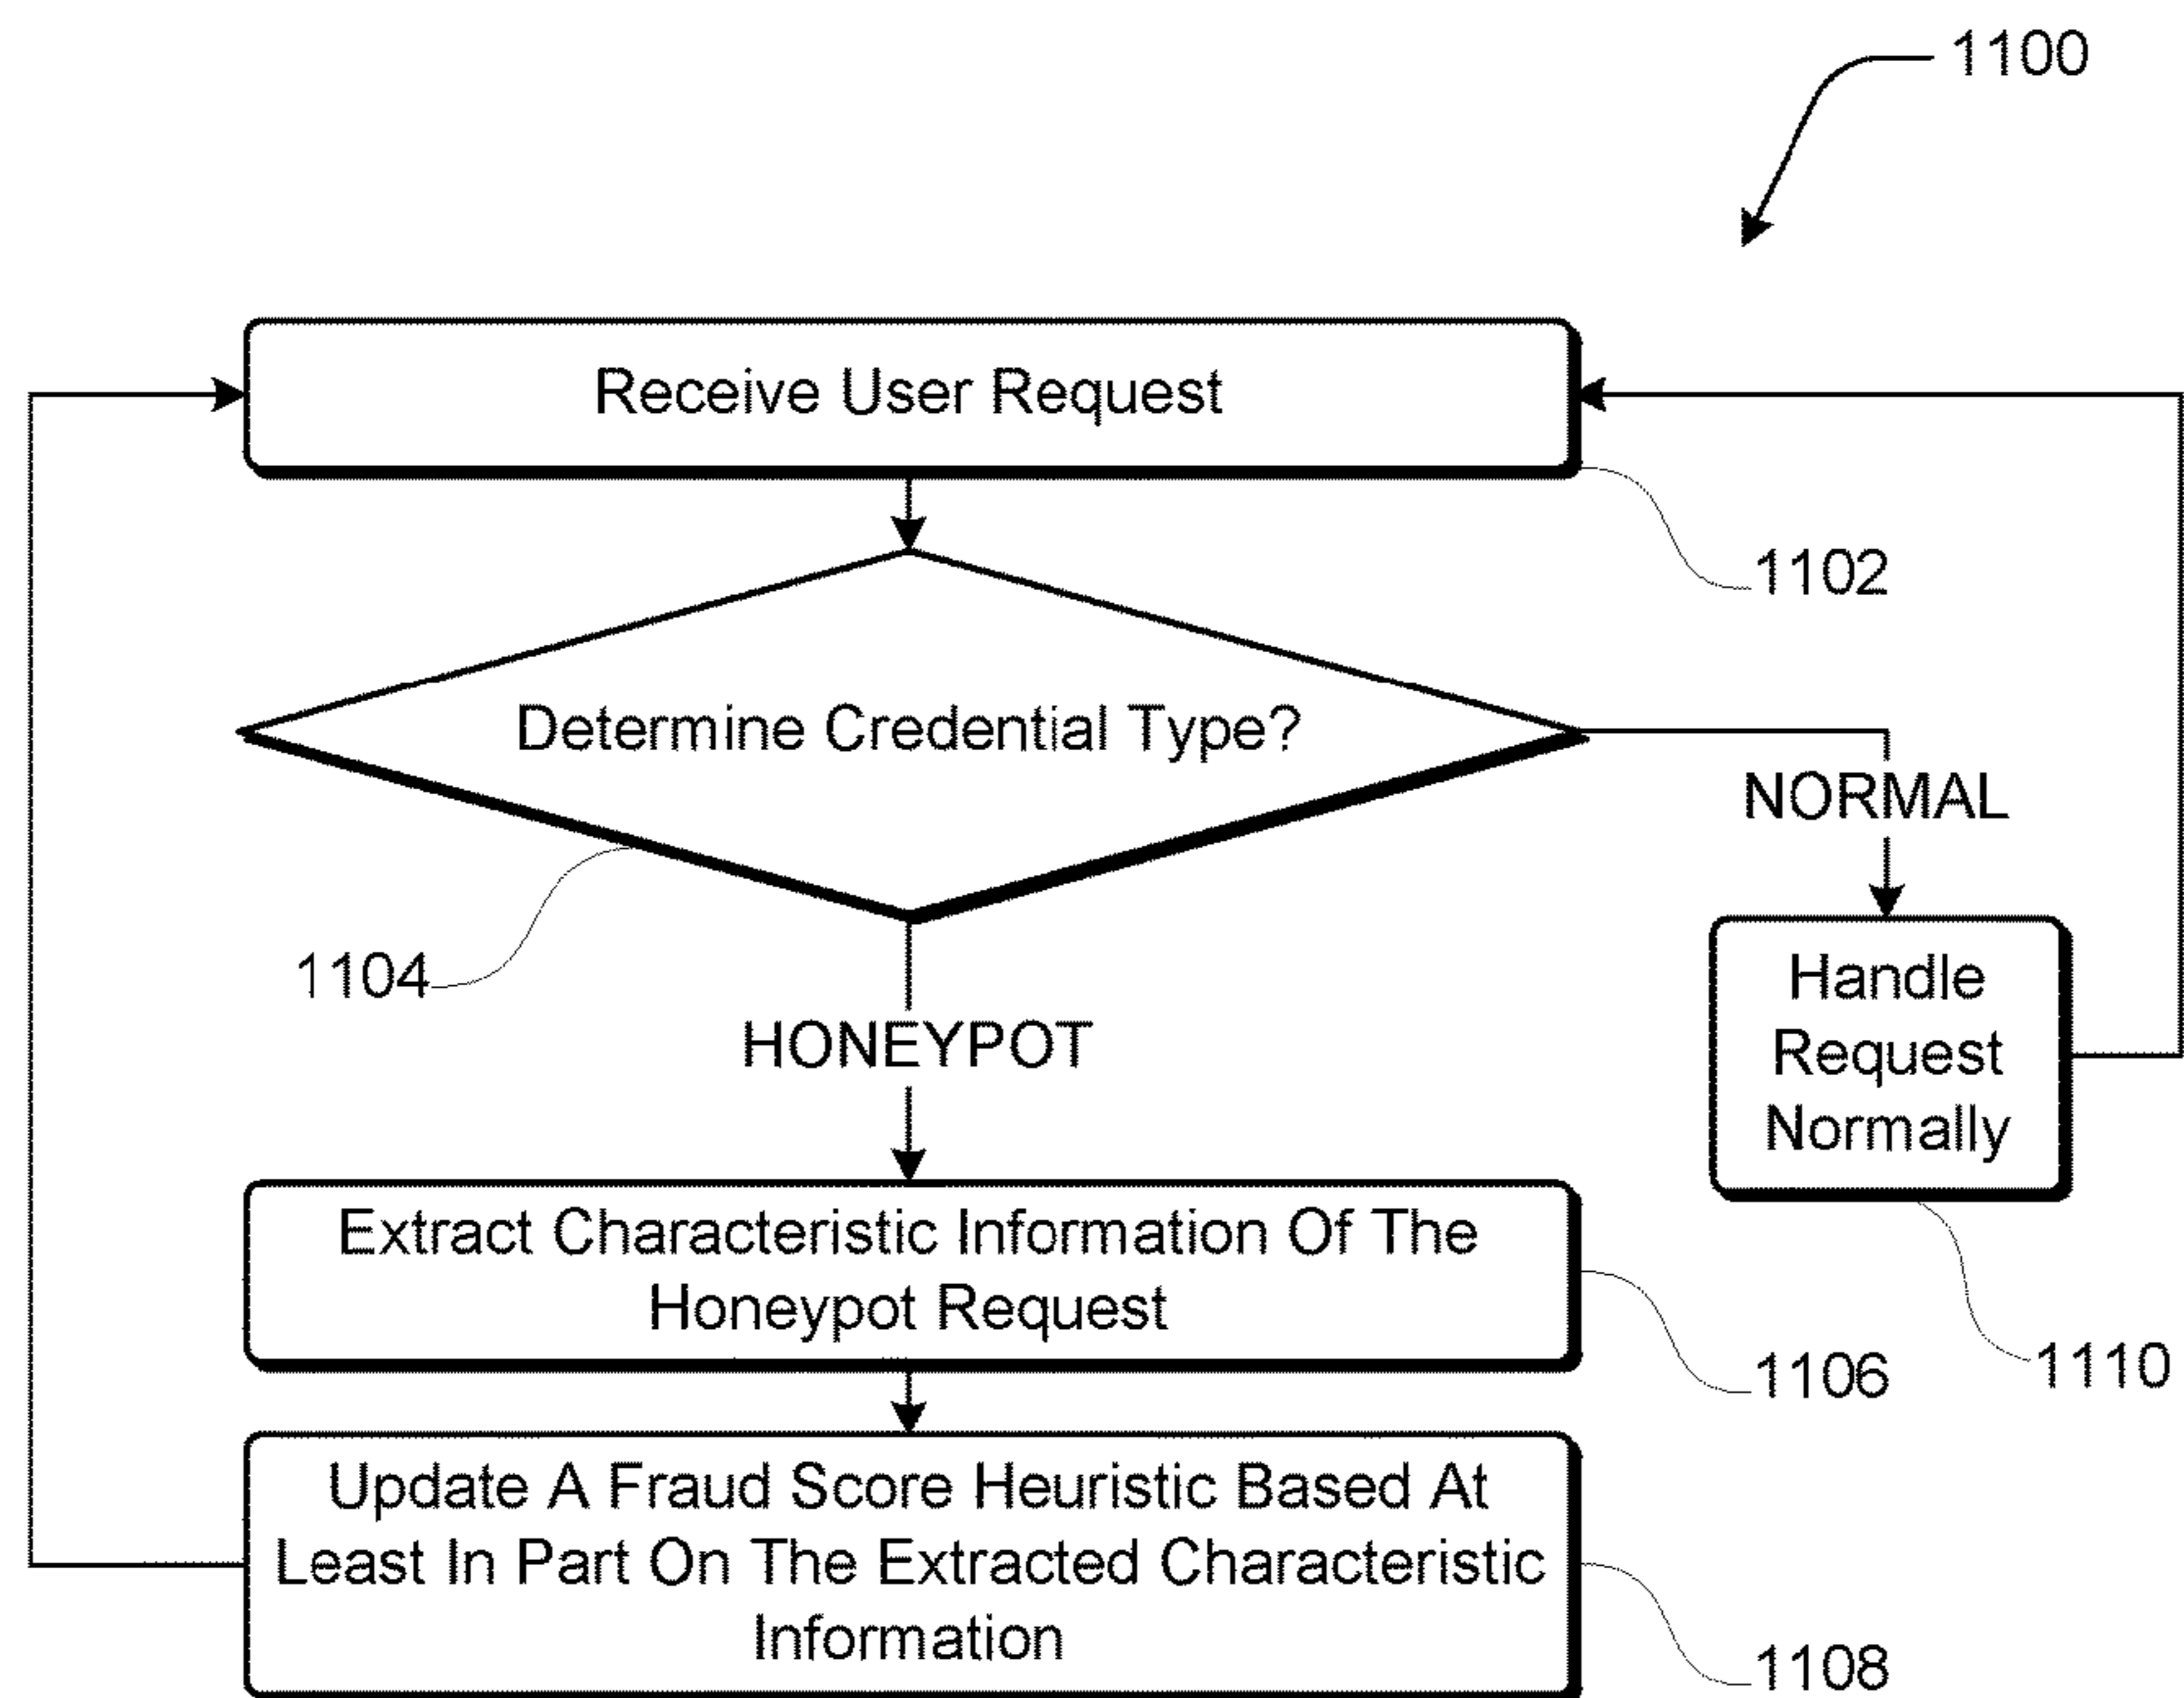 1100
Receive User Request
1102
Determine Credential Type?
NORMAL
1104
HONEYPOT
Handle
Request
Normally
Extract Characteristic Information Of The
Honeypot Request
1106
1110
Update A Fraud Score Heuristic Based At
Least In Part On The Extracted Characteristic
Information
1108